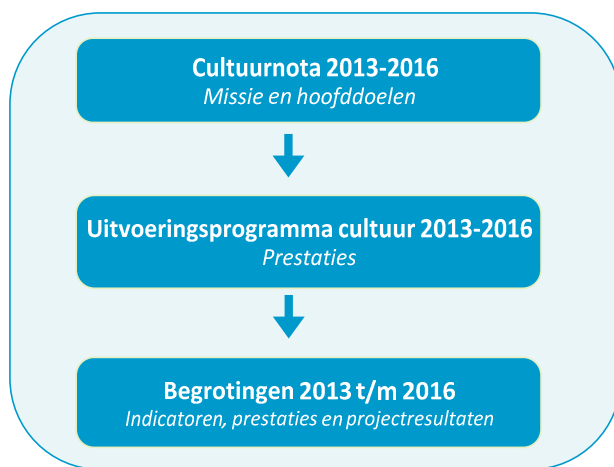 Cultuurnota 2013-2016
Missie en hoofddoelen
Uitvoeringsprogramma cultuur 2013-2016
Prestaties
Begrotingen 2013 t/m 2016
Indicatoren, prestaties en projectresultaten